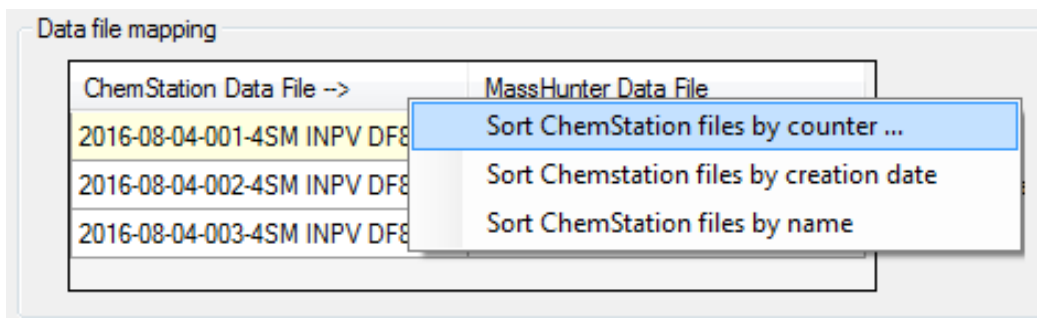 Data file mapping
ChemStation Data File --> MassHunter Data File
Sort ChemStation files by counter ...
2016-08-04-001-4SM INPV DF8
Sort Chemstation files by creation date
2016-08-04-002-4SM INPV DF8
Sort ChemStation files by name
2016-08-04-003-4SM INPV DF8